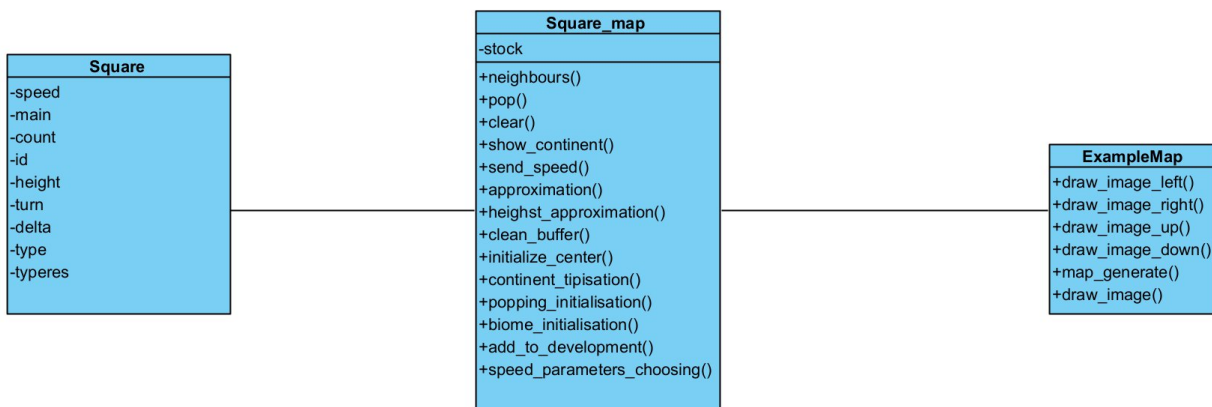 Square
-speed
-main
-count
-id
-height
-turn
-delta
-type
-typeres
Square_map
-stock
+neighbours()
+pop()
+clear()
+show_continent()
+send_speed()
+approximation()
+heighst_approximation()
+clean_buffer()
+initialize_center()
+continent_tipisation()
+popping_initialisation()
+biome_initialisation()
+add_to_development()
+speed_parameters_choosing()
ExampleMap
+draw_image_left()
+draw_image_right()
+draw_image_up()
+draw_image_down()
+map_generate()
+draw_image()